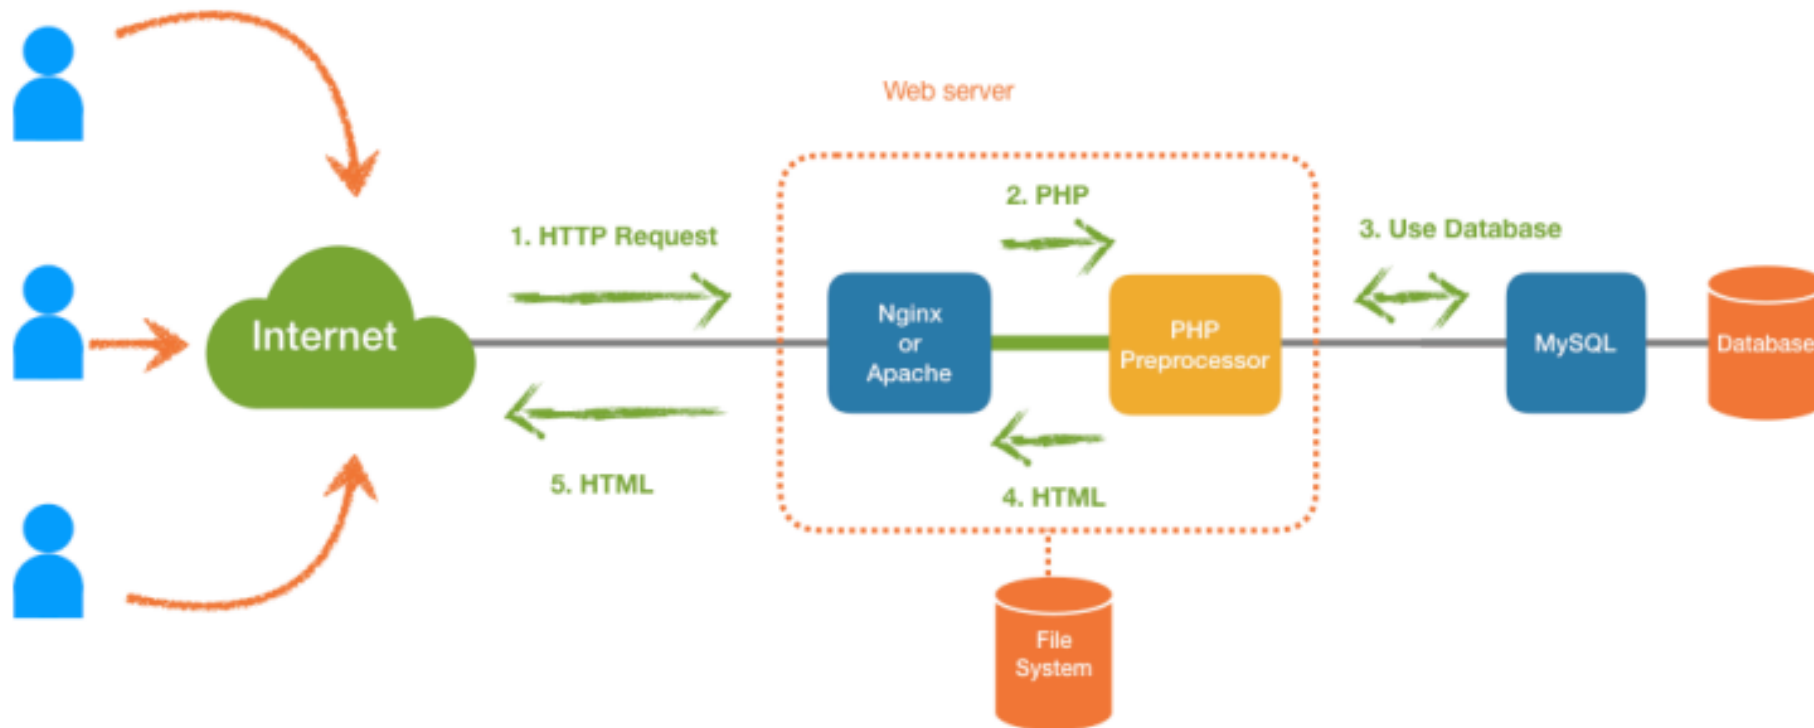 Web server
2. PHP
1. HTTP Request
3. Use Database
Internet
Nginx
or
Apache
PHP
Preprocessor
MySQL
Database
5. HTML
4. HTML
File
System